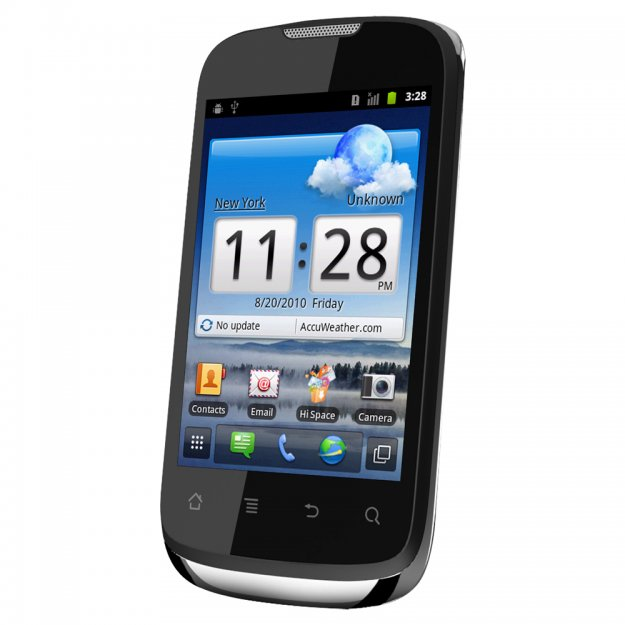 3:28
New York
Unknown
11:28
PM
8/20/2010 Friday
No update
AccuWeather.com
Contacts
Email
Hi Space
Camera